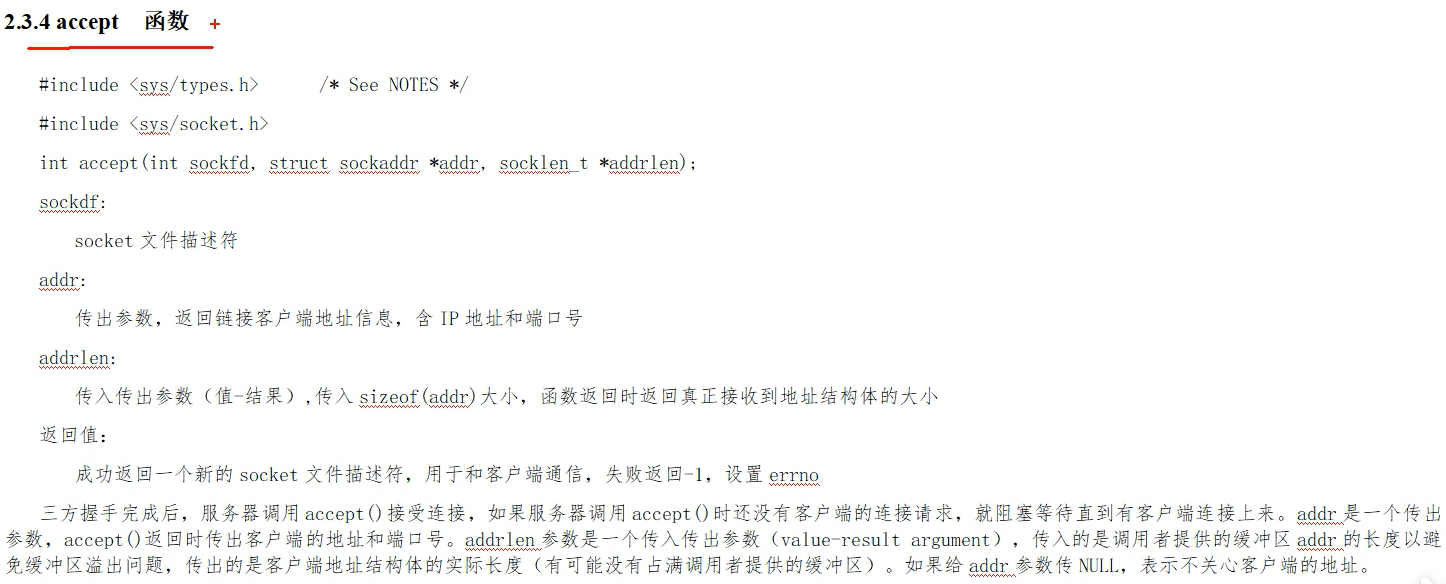 2.3.4 accept 函数 +
#include <sys/types.h> /* See NOTES */
#include <sys/socket.h>
int accept(int sockfd, struct sockaddr *addr, socklen_t *addrlen);
sockdf:
socket 文件描述符
addr:
传出参数，返回链接客户端地址信息，含 IP 地址和端口号
addrlen:
传入传出参数（值-结果）,传入 sizeof(addr)大小，函数返回时返回真正接收到地址结构体的大小
返回值：
成功返回一个新的 socket 文件描述符，用于和客户端通信，失败返回-1，设置 errno
三方握手完成后，服务器调用 accept()接受连接，如果服务器调用 accept()时还没有客户端的连接请求，就阻塞等待直到有客户端连接上来。addr 是一个传出
参数，accept()返回时传出客户端的地址和端口号。addrlen 参数是一个传入传出参数（value-result argument），传入的是调用者提供的缓冲区 addr 的长度以避
免缓冲区溢出问题，传出的是客户端地址结构体的实际长度（有可能没有占满调用者提供的缓冲区）。如果给 addr 参数传 NULL，表示不关心客户端的地址。